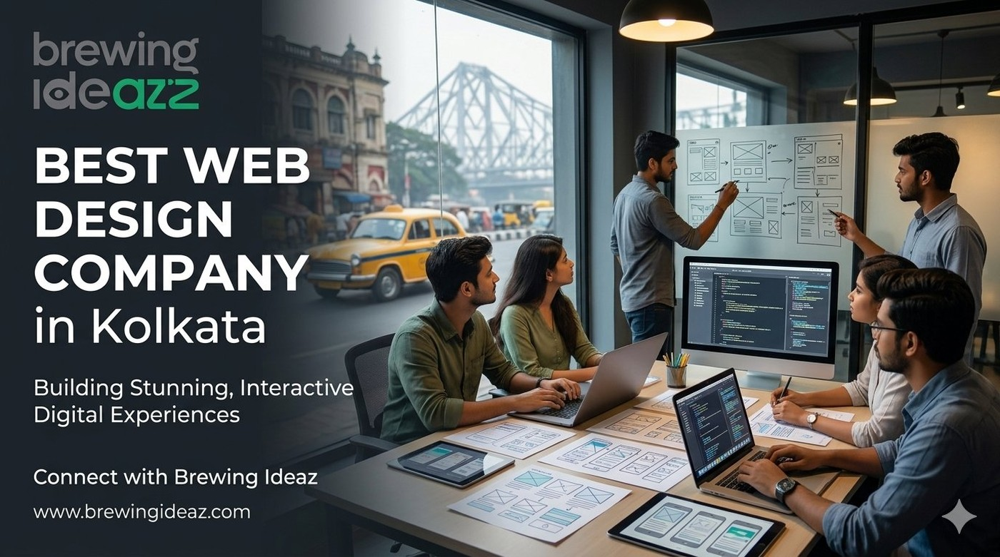 brewing
ideazz
BEST WEB
DESIGN
COMPANY
in Kolkata
Building Stunning, Interactive
Digital Experiences
Connect with Brewing Ideaz
www.brewingideaz.com